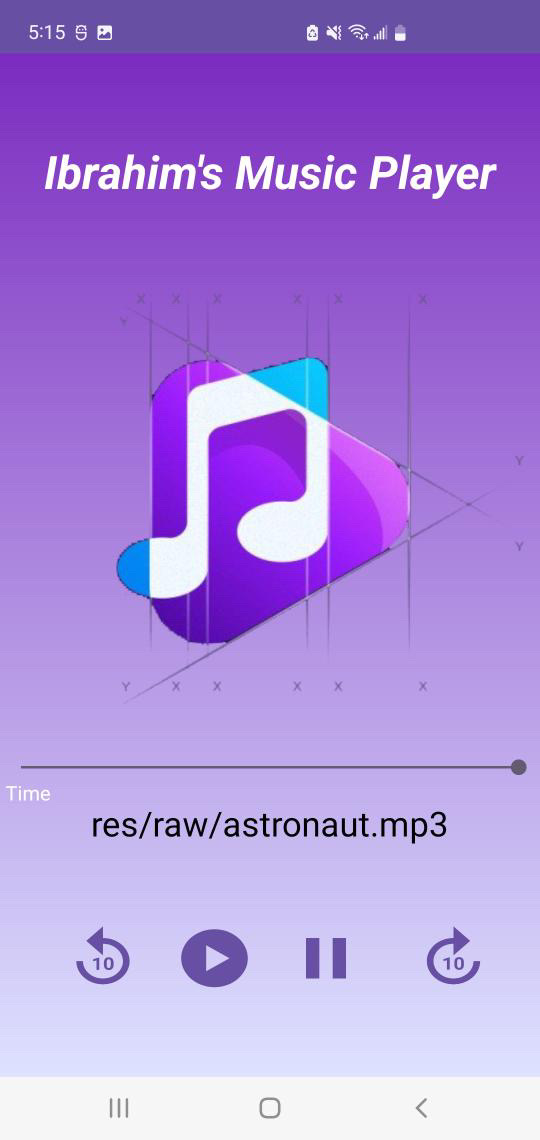 5:15
Ibrahim's Music Player
X X X X X X
Y
Y
Y
Y X X X X X
Time
res/raw/astronaut.mp3
10 10